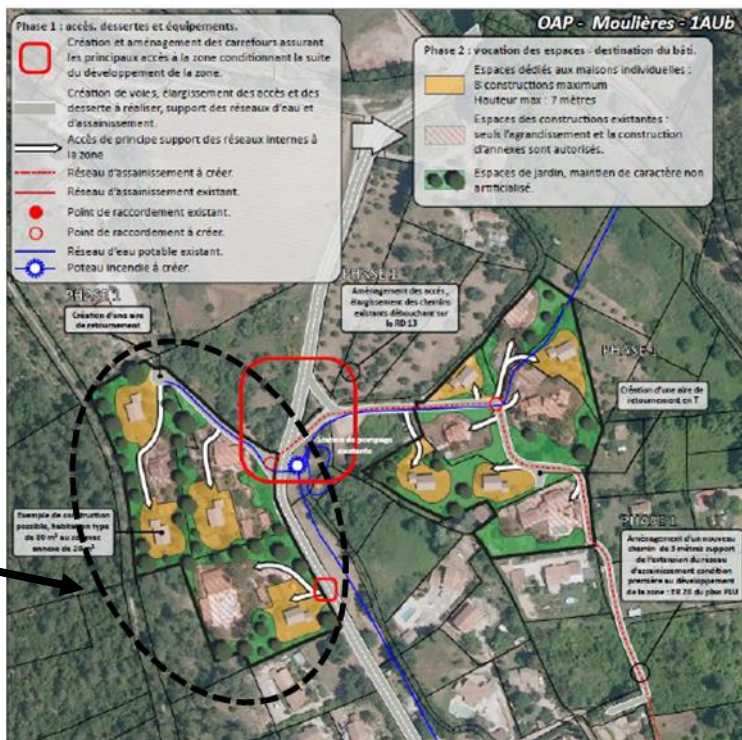 OAP - Moulières - 1AUb
Phase 1 : accès, dessertes et équipements.
Création et aménagement des carrefours assurant
les principaux accès à la zone conditionnant la suite
du développement de la zone.
Création de voies, élargissement des accès et des
desserte à réaliser, support des réseaux d'eau et
d'assainissement.
Accès de principe support des réseaux internes à
la zone
Réseau d'assainissement à créer.
Réseau d'assainissement existant.
Point de raccordement existant.
Point de raccordement à créer.
Réseau d'eau potable existant.
Poteau incendie à créer.
Phase 2 : vocation des espaces - destination du bâti.
Espaces dédiés aux maisons individuelles :
8 constructions maximum
Hauteur max : 7 mètres
Espaces des constructions existantes :
seuls l'agrandissement et la construction
d'annexes sont autorisés.
Espaces de jardin, maintien de caractère non
artificialisé.
PHASE 1
Création d'une aire
de retournement
PHASE 1
Aménagement des accès,
élargissement des chemins
existants débouchant sur
le RD 13
PHASE 1
Création d'une aire de
retournement en T
Station de pompage
existante
Exemple de construction
possible, habitation type
de 80 m² au sol avec
annexe de 20 m²
PHASE 1
Aménagement d'un nouveau
chemin de 3 mètres support
de l'extension du réseau
d'assainissement condition
première au développement
de la zone : ER 28 du plan PLU